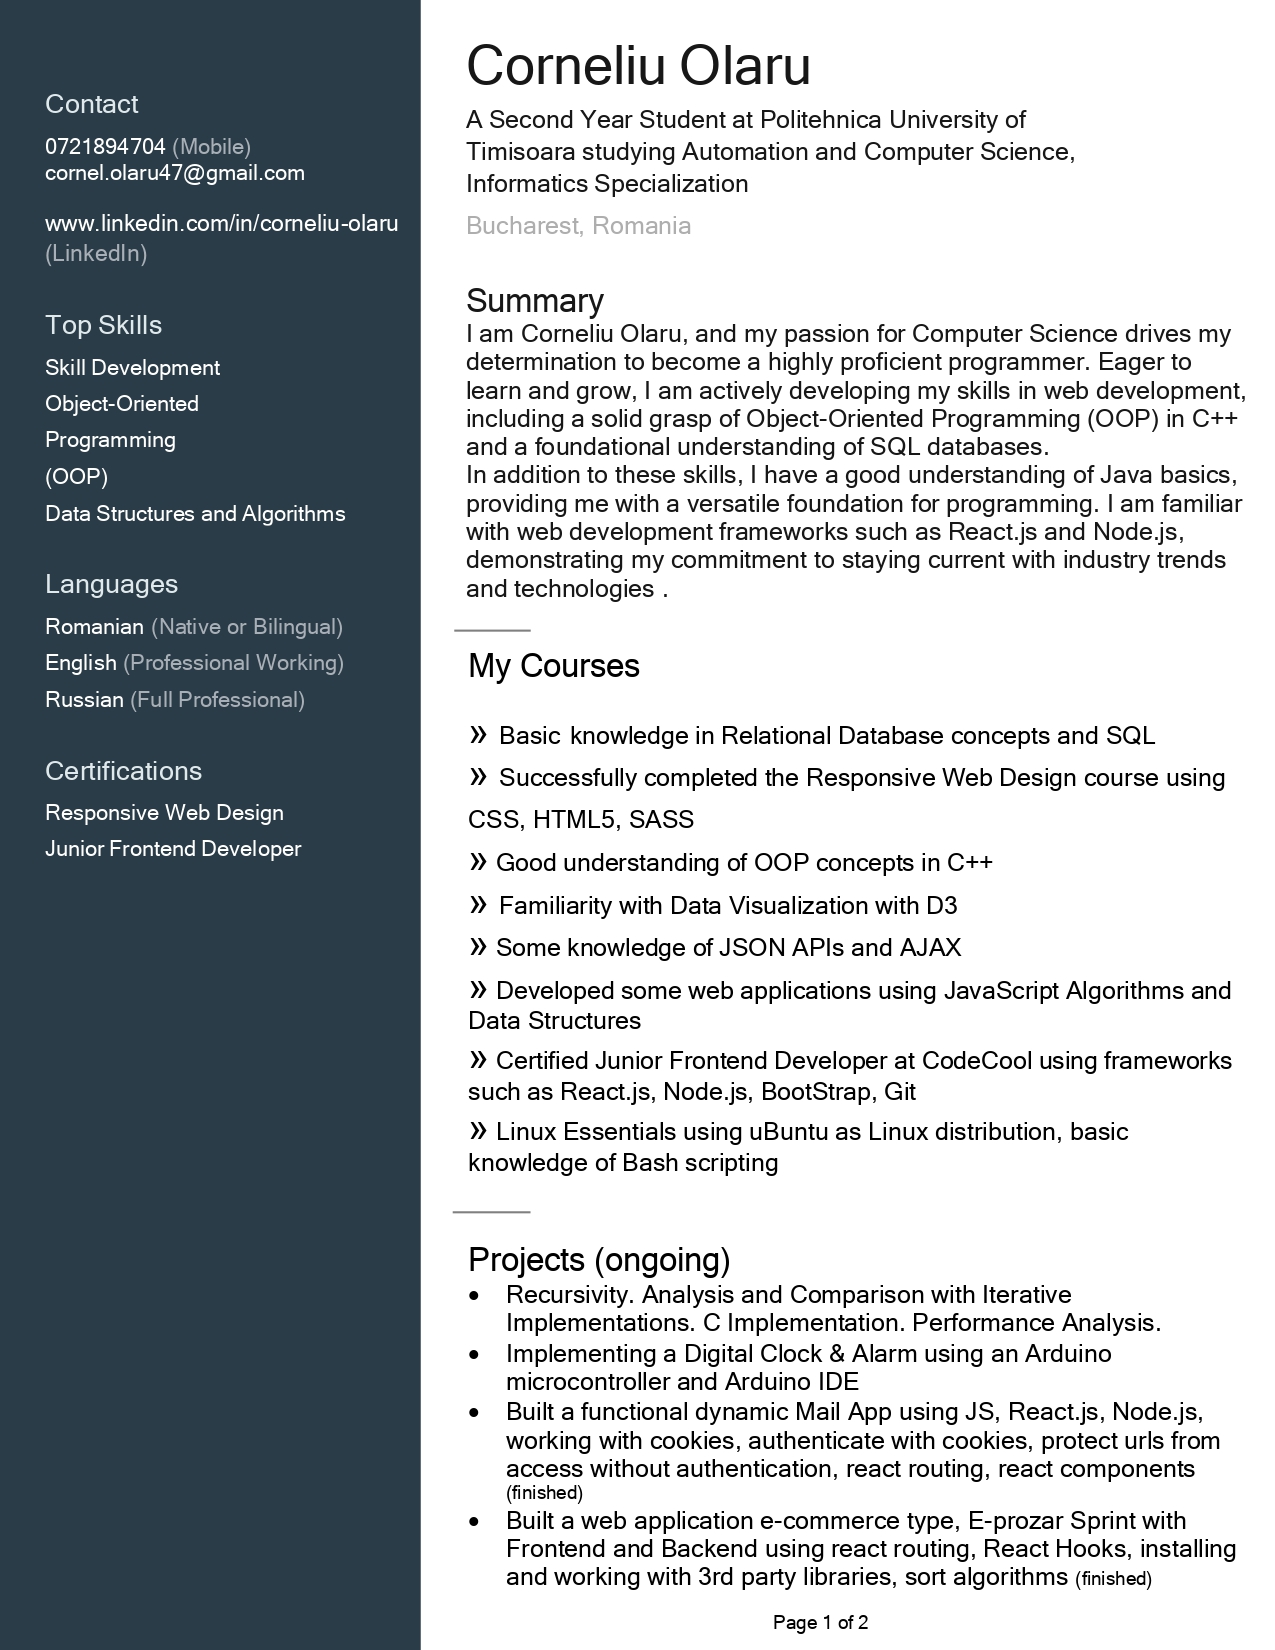 Contact
0721894704 (Mobile)
cornel.olaru47@gmail.com
www.linkedin.com/in/corneliu-olaru
(LinkedIn)
Top Skills
Skill Development
Object-Oriented
Programming
(OOP)
Data Structures and Algorithms
Languages
Romanian (Native or Bilingual)
English (Professional Working)
Russian (Full Professional)
Certifications
Responsive Web Design
Junior Frontend Developer
Corneliu Olaru
A Second Year Student at Politehnica University of
Timisoara studying Automation and Computer Science,
Informatics Specialization
Bucharest, Romania
Summary
I am Corneliu Olaru, and my passion for Computer Science drives my
determination to become a highly proficient programmer. Eager to
learn and grow, I am actively developing my skills in web development,
including a solid grasp of Object-Oriented Programming (OOP) in C++
and a foundational understanding of SQL databases.
In addition to these skills, I have a good understanding of Java basics,
providing me with a versatile foundation for programming. I am familiar
with web development frameworks such as React.js and Node.js,
demonstrating my commitment to staying current with industry trends
and technologies .
My Courses
» Basic knowledge in Relational Database concepts and SQL
» Successfully completed the Responsive Web Design course using
CSS, HTML5, SASS
» Good understanding of OOP concepts in C++
» Familiarity with Data Visualization with D3
» Some knowledge of JSON APIs and AJAX
» Developed some web applications using JavaScript Algorithms and
Data Structures
» Certified Junior Frontend Developer at CodeCool using frameworks
such as React.js, Node.js, BootStrap, Git
» Linux Essentials using uBuntu as Linux distribution, basic
knowledge of Bash scripting
Projects (ongoing)
• Recursivity. Analysis and Comparison with Iterative
Implementations. C Implementation. Performance Analysis.
• Implementing a Digital Clock & Alarm using an Arduino
microcontroller and Arduino IDE
• Built a functional dynamic Mail App using JS, React.js, Node.js,
working with cookies, authenticate with cookies, protect urls from
access without authentication, react routing, react components
(finished)
• Built a web application e-commerce type, E-prozar Sprint with
Frontend and Backend using react routing, React Hooks, installing
and working with 3rd party libraries, sort algorithms (finished)
Page 1 of 2